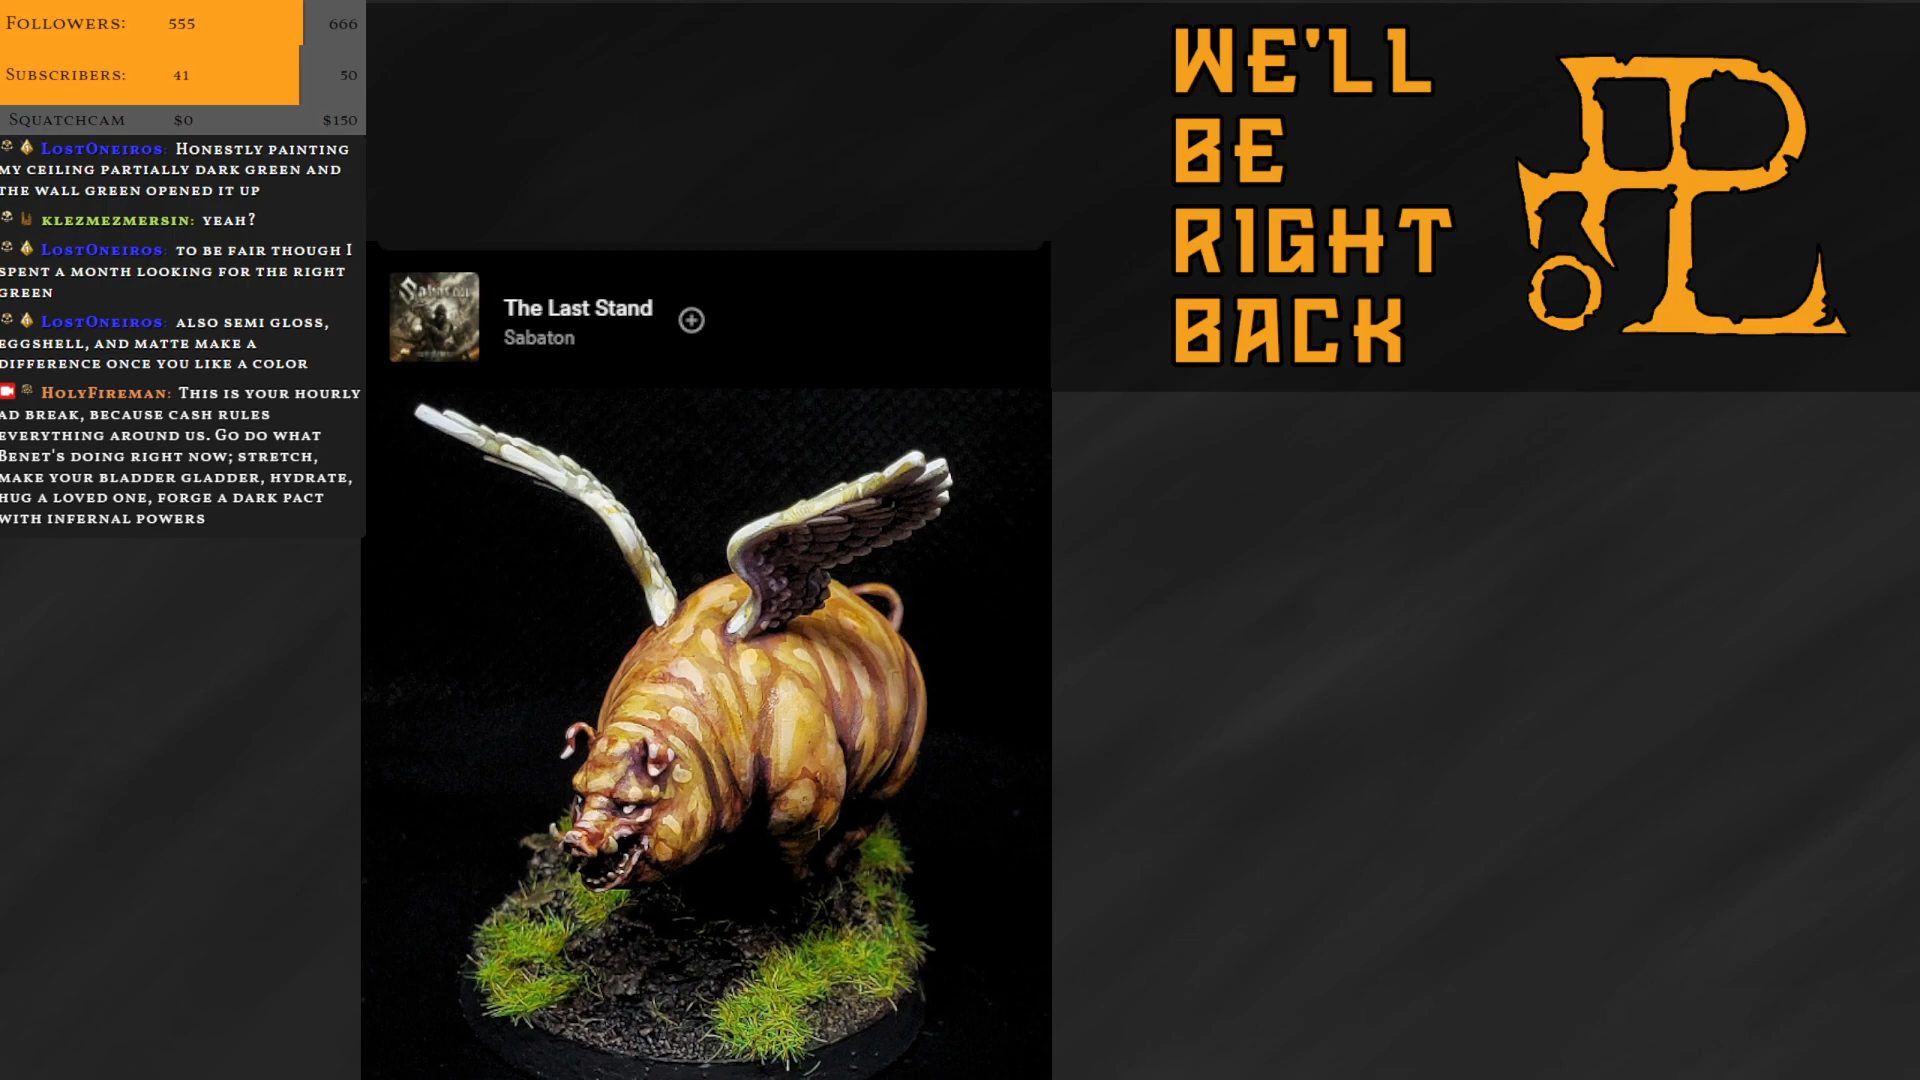 FOLLOWERS: 555 666
SUBSCRIBERS: 41 50
SQUATCHCAM $0 $150
LOSTONEIROS: HONESTLY PAINTING
MY CEILING PARTIALLY DARK GREEN AND
THE WALL GREEN OPENED IT UP
KLEZMEZMERSIN: YEAH?
LOSTONEIROS: TO BE FAIR THOUGH I
SPENT A MONTH LOOKING FOR THE RIGHT
GREEN
LOSTONEIROS: ALSO SEMI GLOSS,
EGGSHELL, AND MATTE MAKE A
DIFFERENCE ONCE YOU LIKE A COLOR
HOLYFIREMAN: THIS IS YOUR HOURLY
AD BREAK, BECAUSE CASH RULES
EVERYTHING AROUND US. GO DO WHAT
BENET'S DOING RIGHT NOW; STRETCH,
MAKE YOUR BLADDER GLADDER, HYDRATE,
HUG A LOVED ONE, FORGE A DARK PACT
WITH INFERNAL POWERS
Sabaton
The Last Stand
Sabaton
WE'LL
BE
RIGHT
BACK